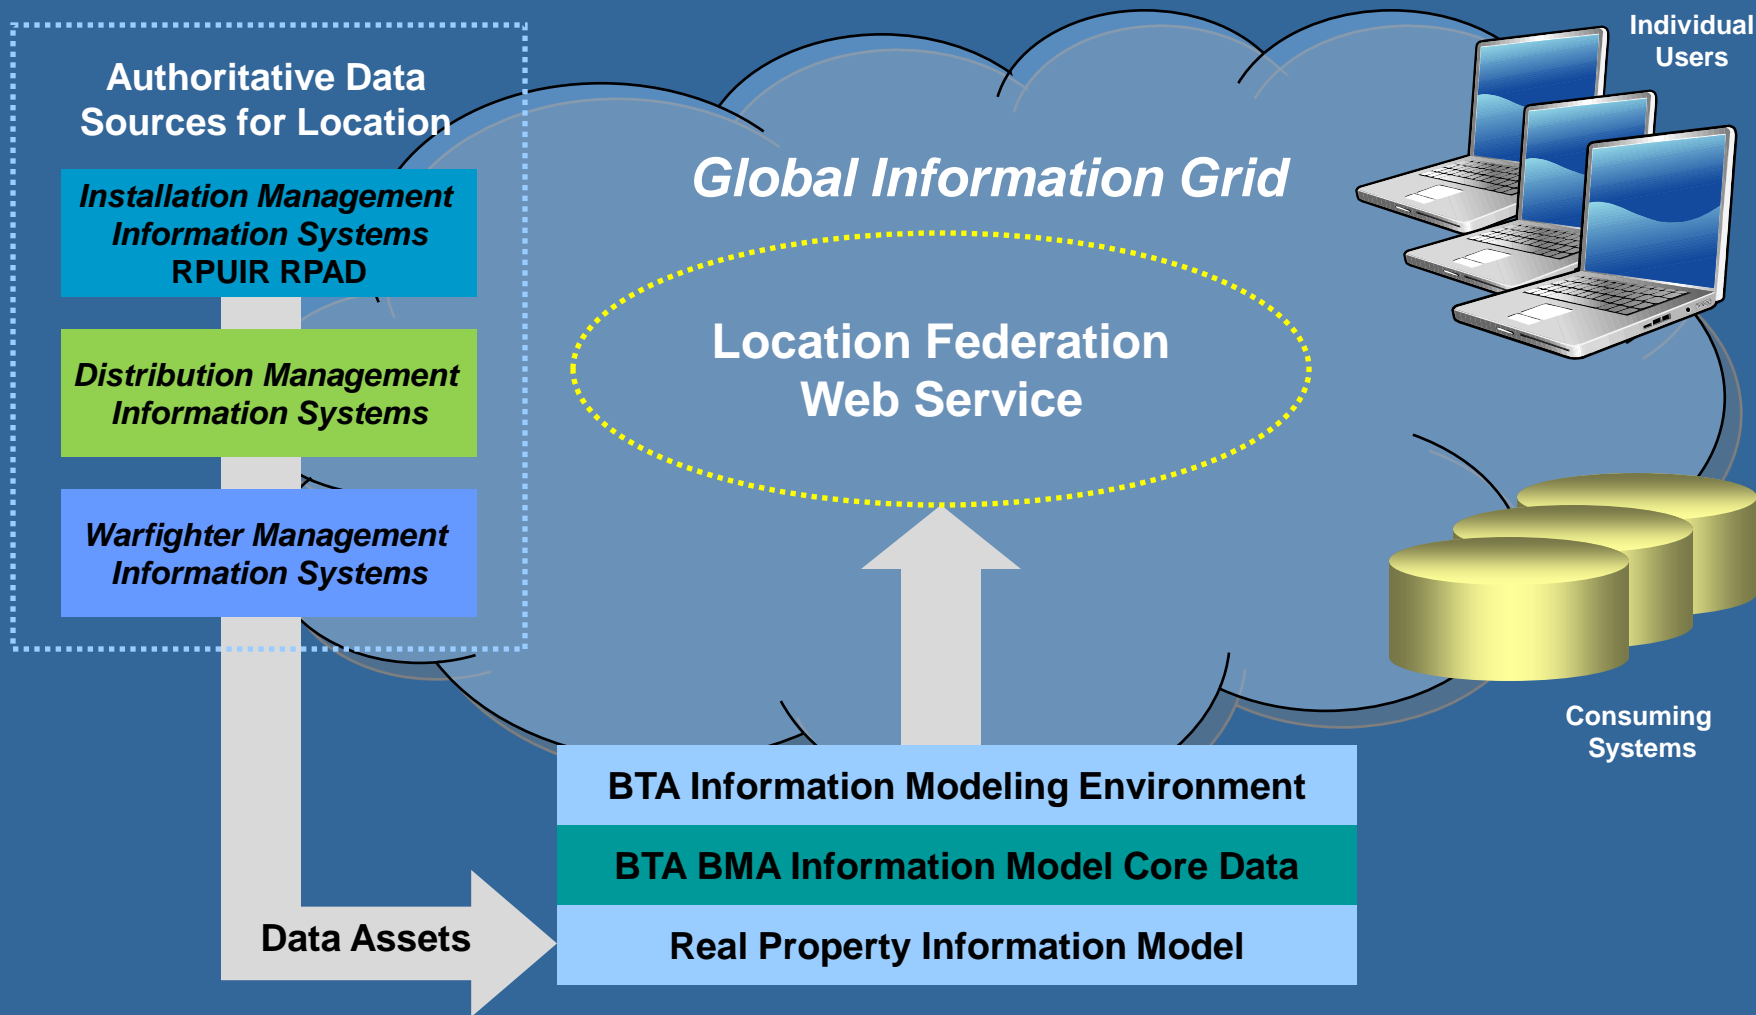 Authoritative Data
Sources for Location
Installation Management
Information Systems
RPUIR RPAD
Distribution Management
Information Systems
Warfighter Management
Information Systems
Data Assets
Global Information Grid
Location Federation
Web Service
BTA Information Modeling Environment
BTA BMA Information Model Core Data
Real Property Information Model
Individual
Users
Consuming
Systems